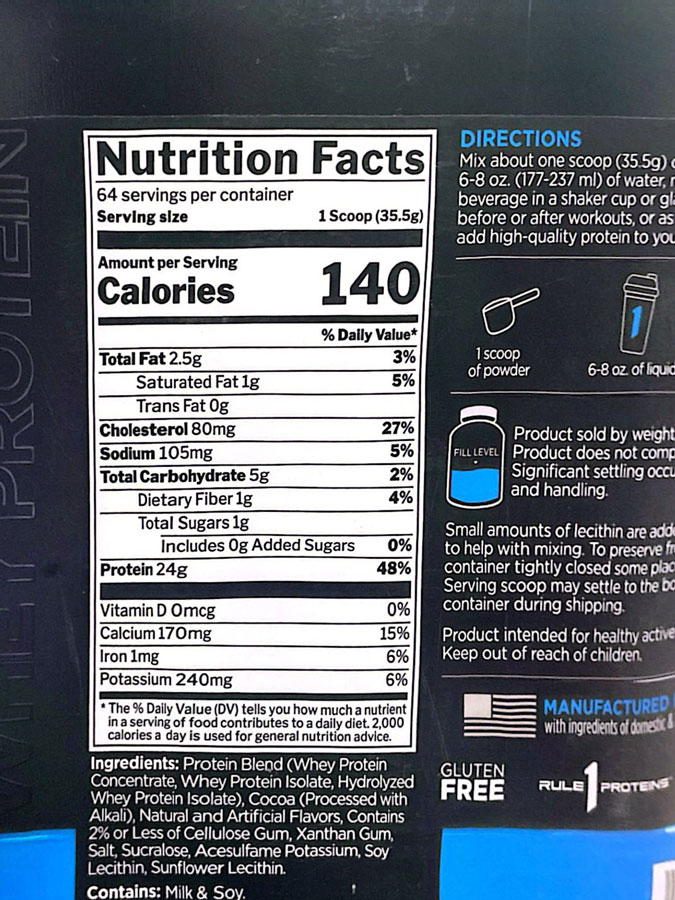 WHEY PROTEIN
Nutrition Facts
64 servings per container
Serving size 1 Scoop (35.5g)
Amount per Serving
Calories 140
% Daily Value*
Total Fat 2.5g 3%
Saturated Fat 1g 5%
Trans Fat 0g
Cholesterol 80mg 27%
Sodium 105mg 5%
Total Carbohydrate 5g 2%
Dietary Fiber 1g 4%
Total Sugars 1g
Includes 0g Added Sugars 0%
Protein 24g 48%
Vitamin D 0mcg 0%
Calcium 170mg 15%
Iron 1mg 6%
Potassium 240mg 6%
* The % Daily Value (DV) tells you how much a nutrient
in a serving of food contributes to a daily diet. 2,000
calories a day is used for general nutrition advice.
Ingredients: Protein Blend (Whey Protein
Concentrate, Whey Protein Isolate, Hydrolyzed
Whey Protein Isolate), Cocoa (Processed with
Alkali), Natural and Artificial Flavors, Contains
2% or Less of Cellulose Gum, Xanthan Gum,
Salt, Sucralose, Acesulfame Potassium, Soy
Lecithin, Sunflower Lecithin.
Contains: Milk & Soy.
DIRECTIONS
Mix about one scoop (35.5g)
6-8 oz. (177-237 ml) of water,
beverage in a shaker cup or
before or after workouts, or as
add high-quality protein to
1 scoop
of powder
1
6-8 oz. of
FILL LEVEL
Product sold by weight
Product does not
Significant settling
and handling.
Small amounts of lecithin are
to help with mixing. To preserve
container tightly closed some
Serving scoop may settle to the
container during shipping.
Product intended for healthy
Keep out of reach of children.
MANUFACTURED
with ingredients of domestic &
GLUTEN
FREE
RULE 1 PROTEINS